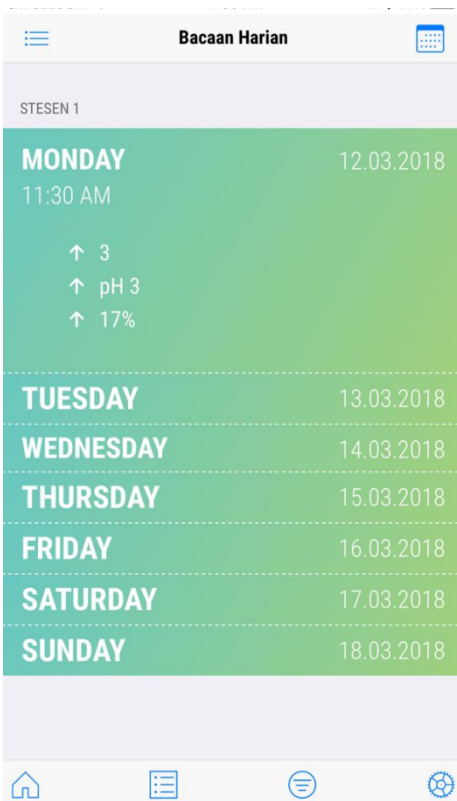 Bacaan Harian
STESEN 1
MONDAY 12.03.2018
11:30 AM
↑ 3
↑ pH 3
↑ 17%
TUESDAY 13.03.2018
WEDNESDAY 14.03.2018
THURSDAY 15.03.2018
FRIDAY 16.03.2018
SATURDAY 17.03.2018
SUNDAY 18.03.2018